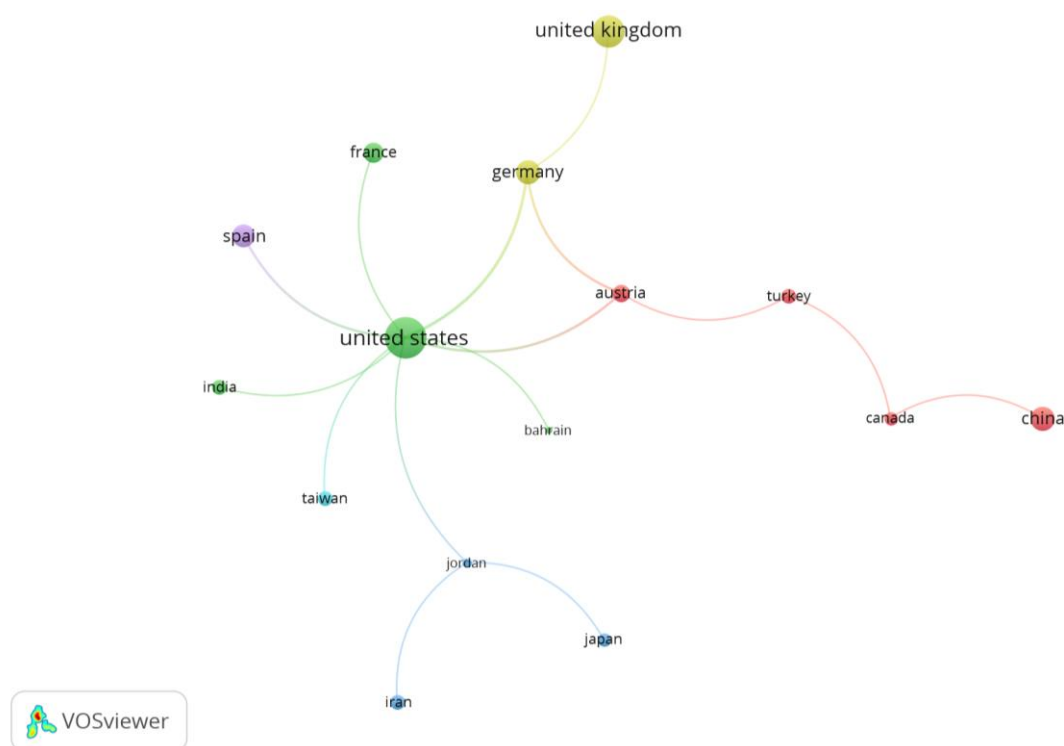 united kingdom
france
germany
spain
austria
turkey
united states
india
bahrain
canada
china
taiwan
jordan
japan
iran
VOSviewer